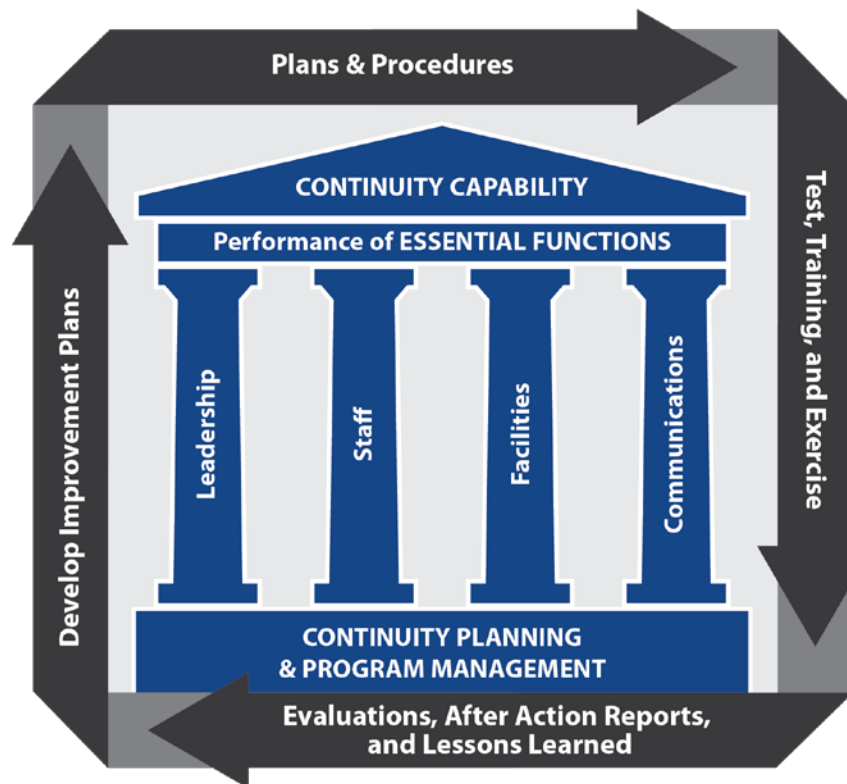 Plans & Procedures
CONTINUITY CAPABILITY
Performance of ESSENTIAL FUNCTIONS
Leadership
Staff
Facilities
Communications
CONTINUITY PLANNING
& PROGRAM MANAGEMENT
Test, Training, and Exercise
Evaluations, After Action Reports,
and Lessons Learned
Develop Improvement Plans